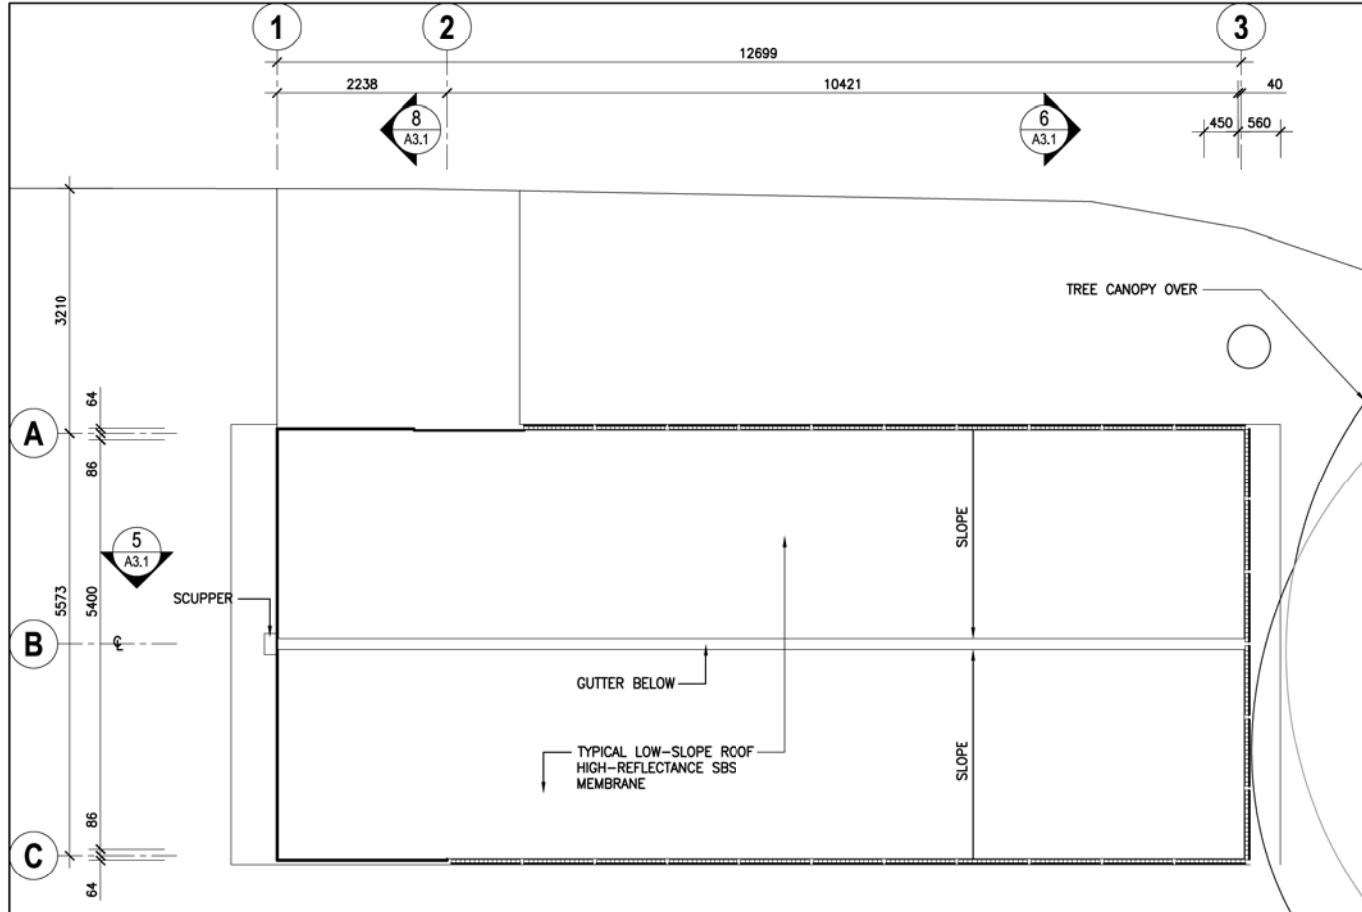 1
2
3
12699
2238
10421
40
8
A3.1
6
A3.1
450
560
3210
TREE CANOPY OVER
64
A
86
5
A3.1
SLOPE
5573
5400
SCUPPER
B
℄
GUTTER BELOW
TYPICAL LOW-SLOPE ROOF
HIGH-REFLECTANCE SBS
MEMBRANE
SLOPE
86
C
64